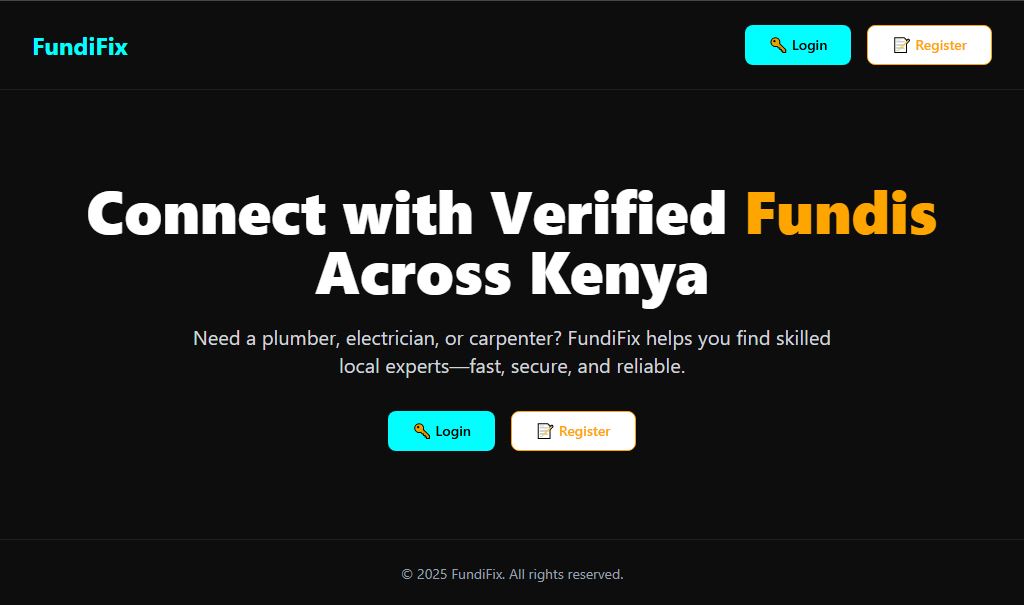 FundiFix
Login
Register
Connect with Verified Fundis
Across Kenya
Need a plumber, electrician, or carpenter? FundiFix helps you find skilled
local experts—fast, secure, and reliable.
Login
Register
© 2025 FundiFix. All rights reserved.